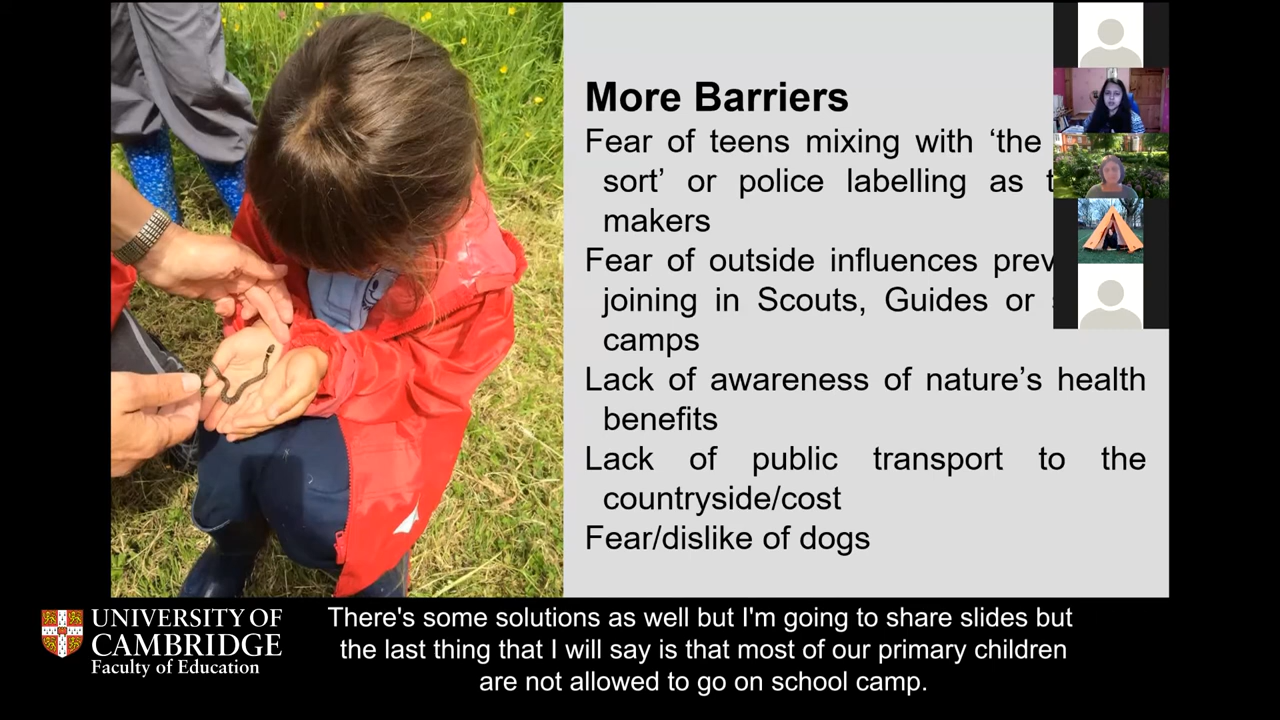 More Barriers
Fear of teens mixing with ‘the
sort’ or police labelling as
makers
Fear of outside influences
joining in Scouts, Guides or
camps
Lack of awareness of nature’s health
benefits
Lack of public transport to the
countryside/cost
Fear/dislike of dogs
UNIVERSITY OF
CAMBRIDGE
Faculty of Education
There's some solutions as well but I'm going to share slides but
the last thing that I will say is that most of our primary children
are not allowed to go on school camp.